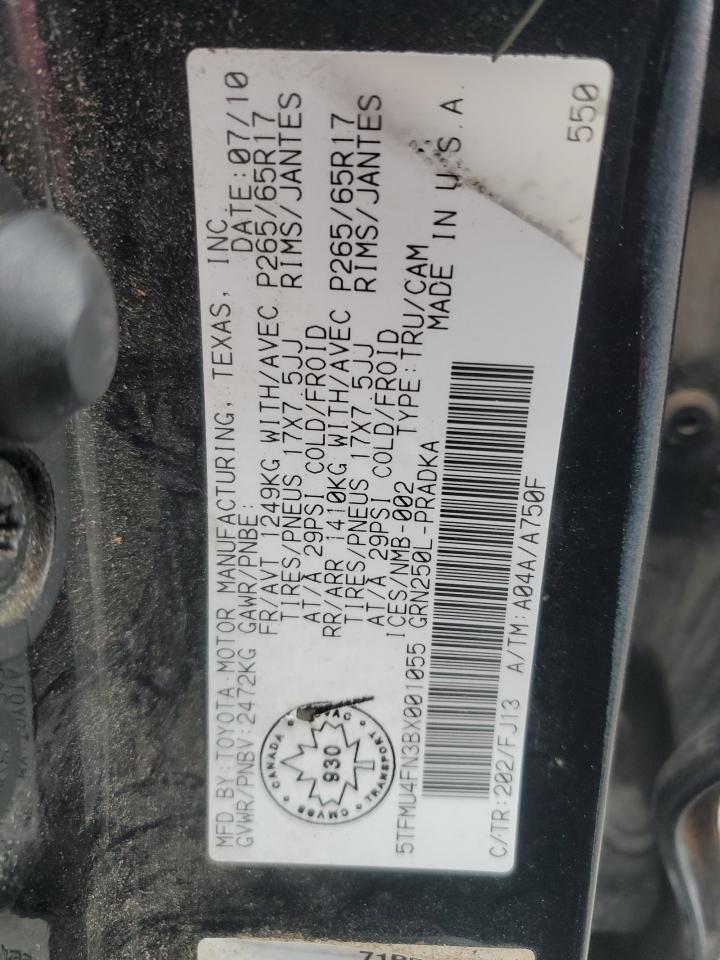 MFD BY:TOYOTA MOTOR MANUFACTURING, TEXAS, INC.
GVWR/PNBV:2472KG GAWR/PNBE: DATE:07/10
FR/AVT 1249KG WITH/AVEC P265/65R17
TIRES/PNEUS 17X7.5JJ RIMS/JANTES
AT/A 29PSI COLD/FROID
RR/ARR 1410KG WITH/AVEC P265/65R17
TIRES/PNEUS 17X7.5JJ RIMS/JANTES
AT/A 29PSI COLD/FROID
ICES/NMB-002 TYPE:TRU/CAM
5TFMU4FN3BX001055 GRN250L-PRADKA MADE IN U.S.A.
C/TR:202/FJ13 A/TM:A04A/A750F
550
CANADA
930
TRANSPORT
CMVSS